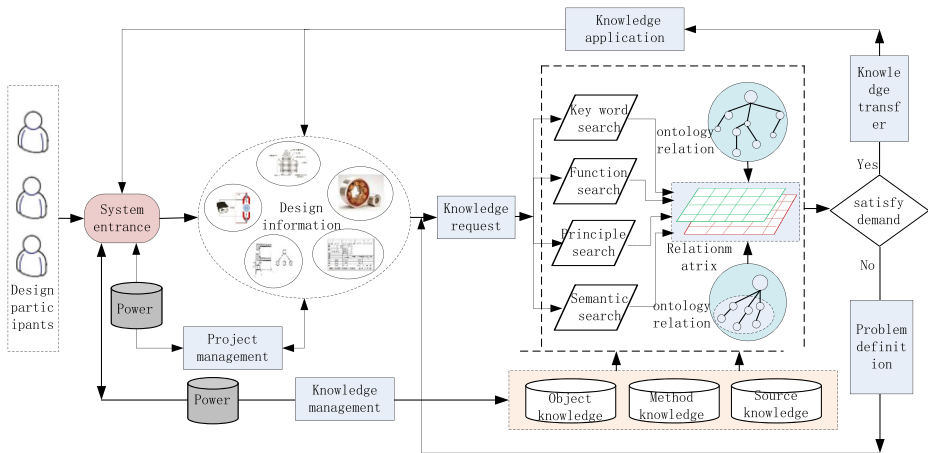 Knowledge
application
Knowle
dge
transf
er
Key word
search
ontology
relation
Function
search
Yes
System
entrance
Design
information
Knowledge
request
satisfy
demand
Principle
search
Relationm
atrix
No
Design
partic
ipants
Power
Semantic
search
ontology
relation
Problem
definit
ion
Project
management
Power
Knowledge
management
Object
knowledge
Method
knowledge
Source
knowledge